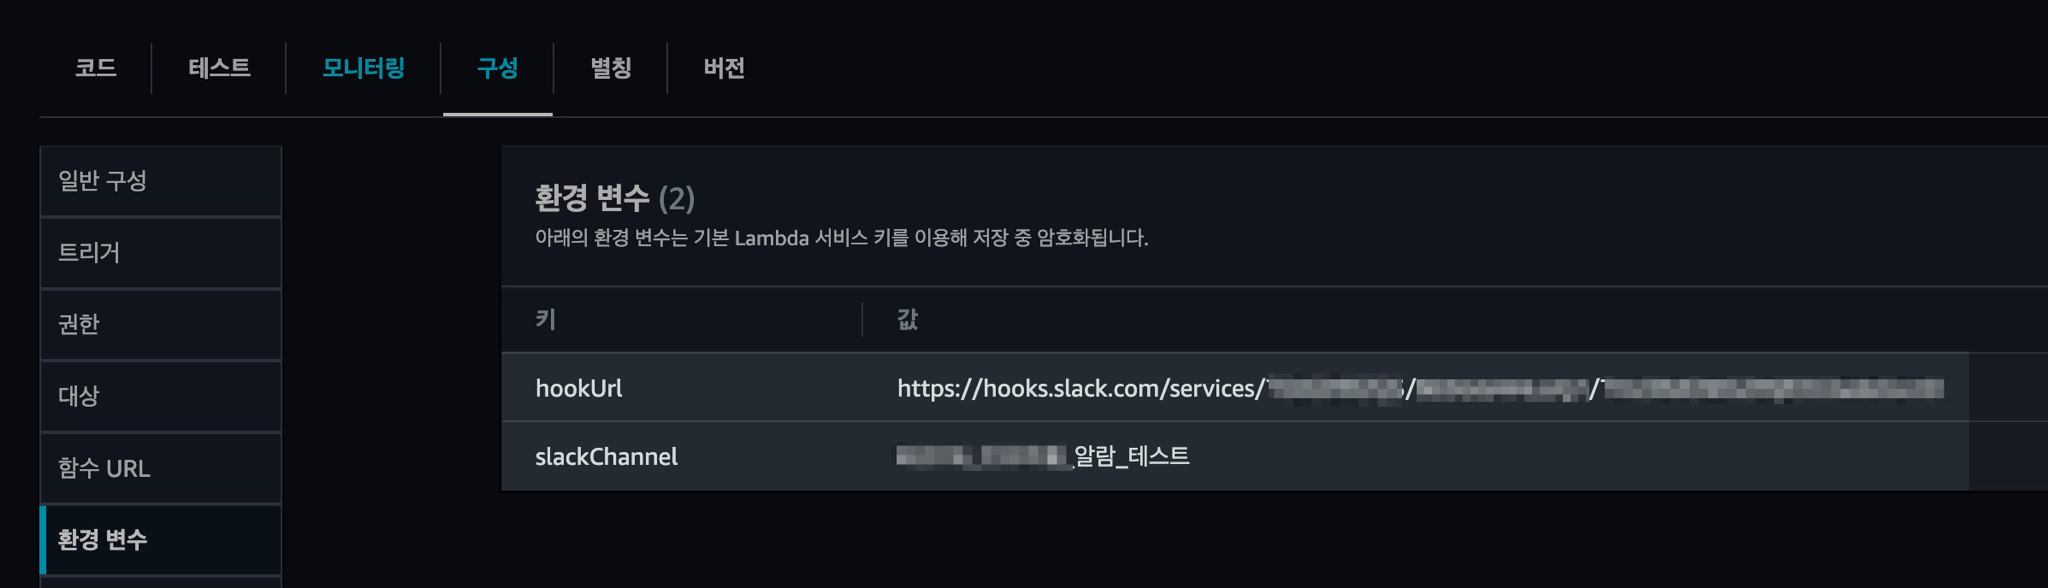 코드 테스트 모니터링 구성 별칭 버전
일반 구성
트리거
권한
대상
함수 URL
환경 변수
환경 변수 (2)
아래의 환경 변수는 기본 Lambda 서비스 키를 이용해 저장 중 암호화됩니다.
키 값
hookUrl https://hooks.slack.com/services/ / /
slackChannel _알람_테스트